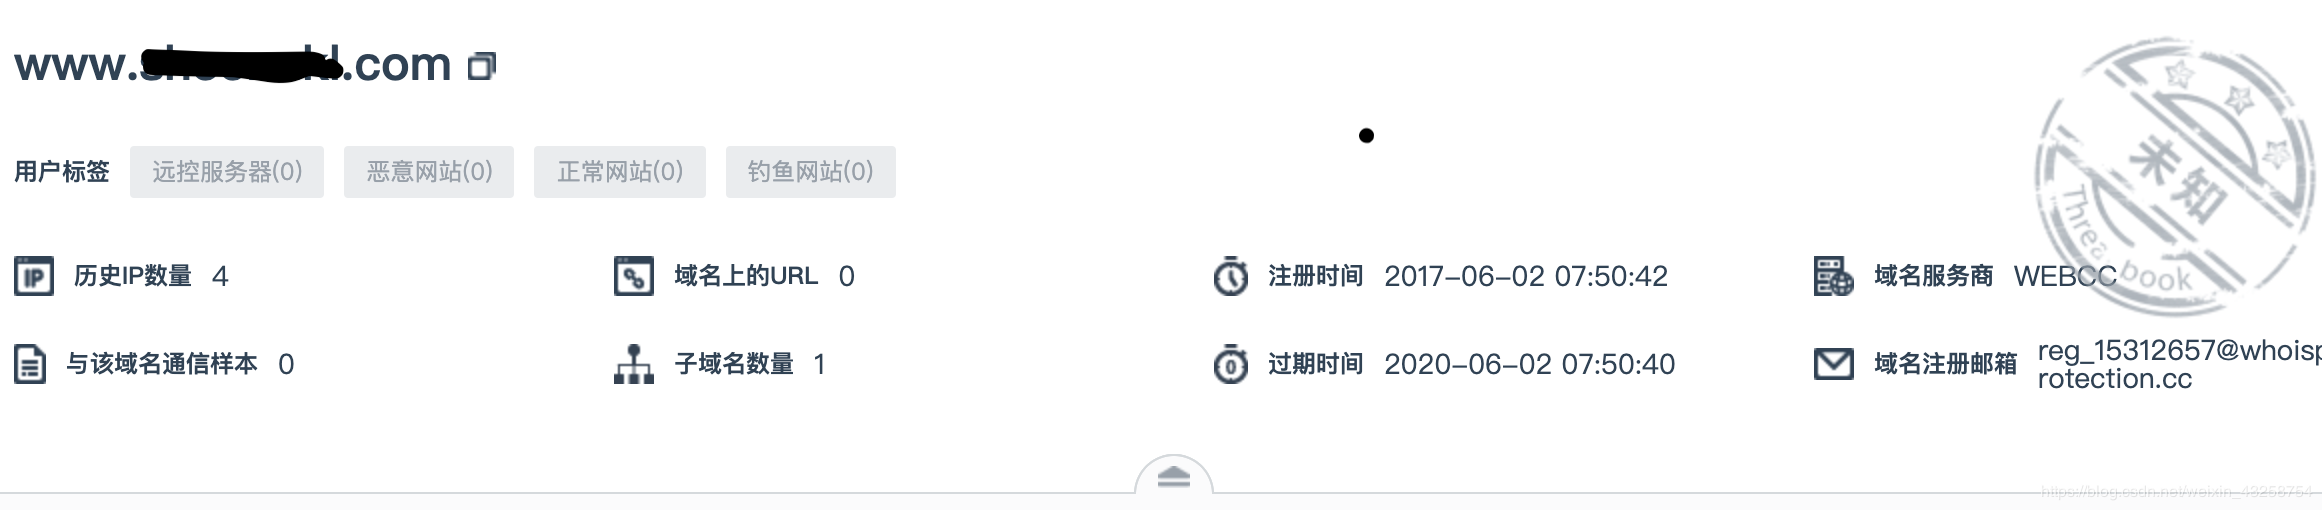 www.
.com
用户标签 远控服务器(0) 恶意网站(0) 正常网站(0) 钓鱼网站(0)
IP 历史IP数量 4 域名上的URL 0 注册时间 2017-06-02 07:50:42 域名服务商 WEBCC
与该域名通信样本 0 子域名数量 1 过期时间 2020-06-02 07:50:40 域名注册邮箱 reg_15312657@whoisp
rotection.cc
未知
Threa book
https://blog.csdn.net/weixin_43258754